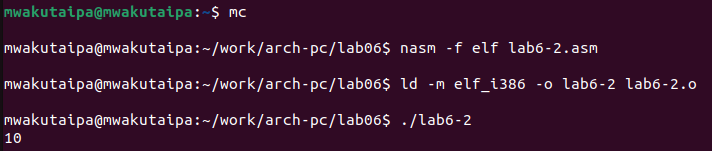 mwakutaipa@mwakutaipa:~$ mc
mwakutaipa@mwakutaipa:~/work/arch-pc/lab06$ nasm -f elf lab6-2.asm
mwakutaipa@mwakutaipa:~/work/arch-pc/lab06$ ld -m elf_i386 -o lab6-2 lab6-2.o
mwakutaipa@mwakutaipa:~/work/arch-pc/lab06$ ./lab6-2
10